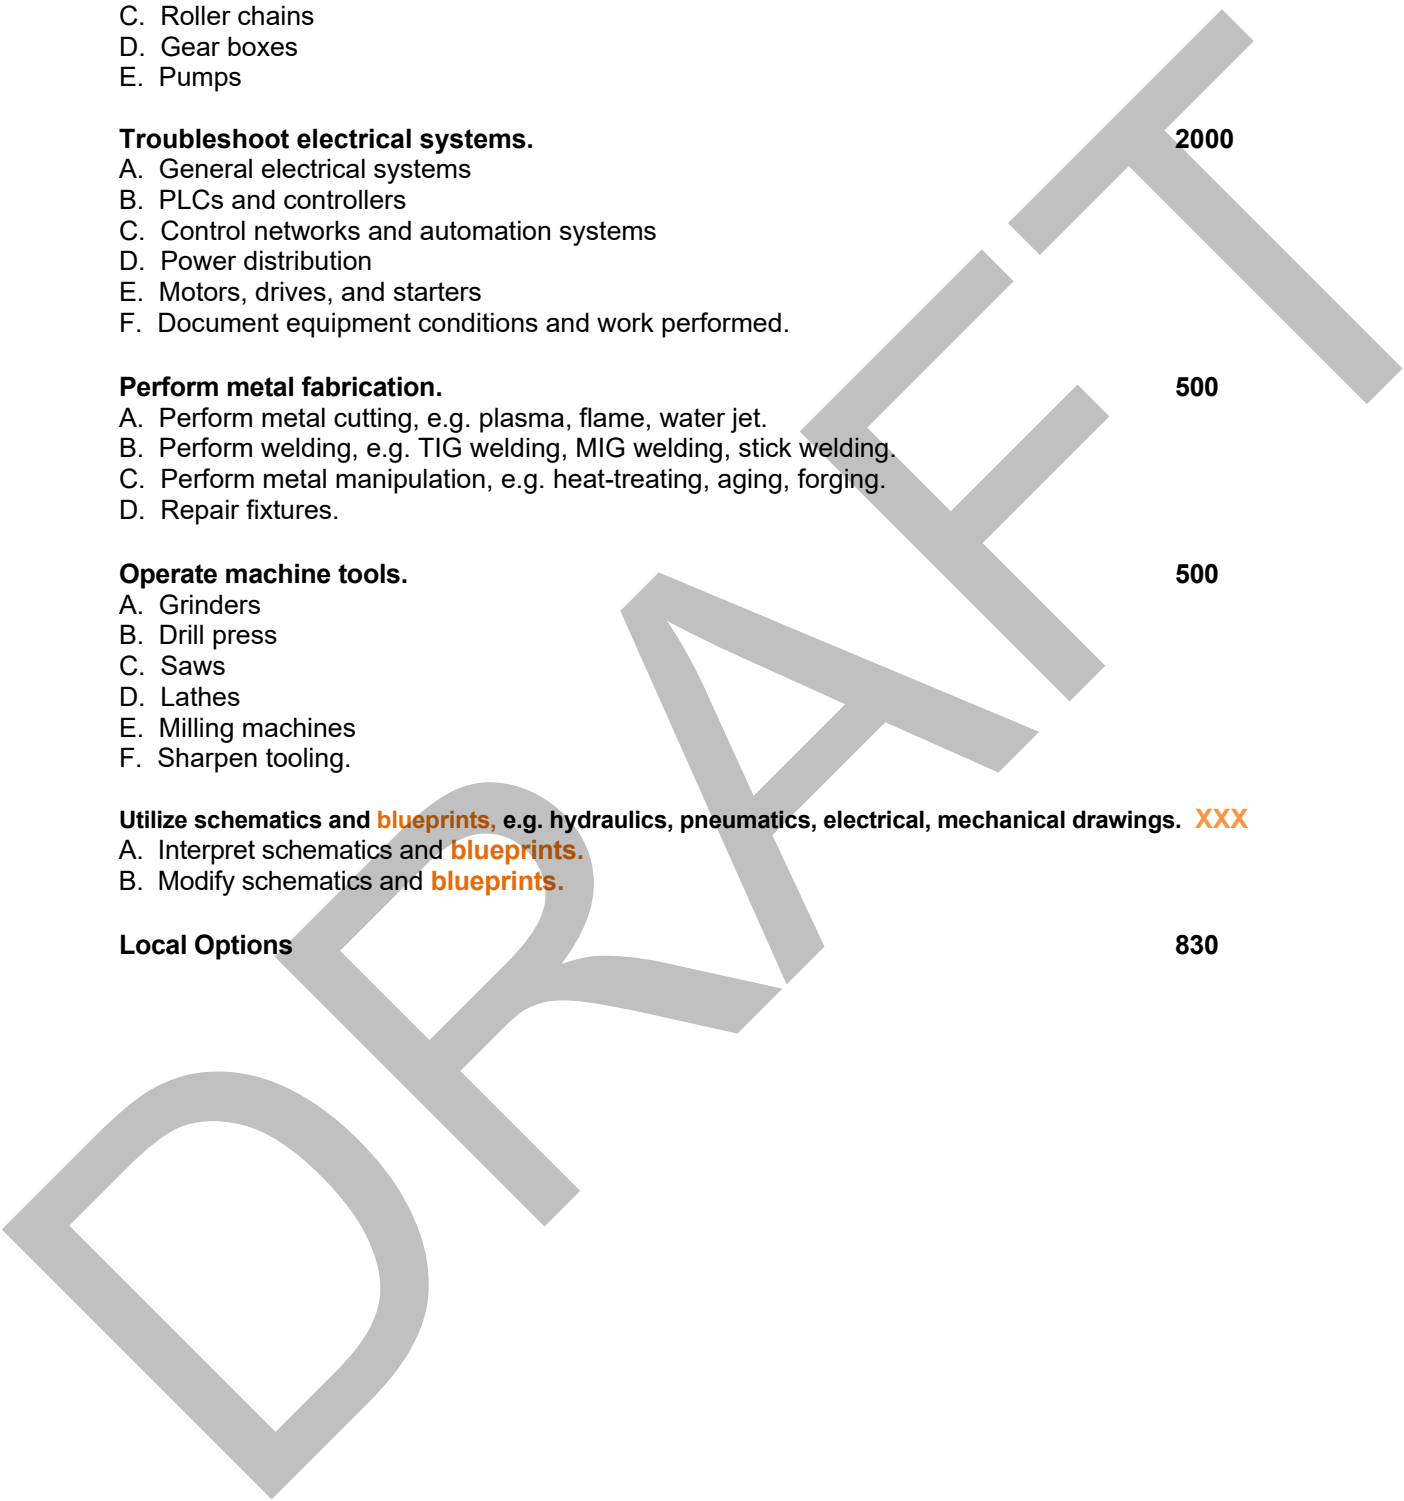 C. Roller chains
D. Gear boxes
E. Pumps
Troubleshoot electrical systems. 2000
A. General electrical systems
B. PLCs and controllers
C. Control networks and automation systems
D. Power distribution
E. Motors, drives, and starters
F. Document equipment conditions and work performed.
Perform metal fabrication. 500
A. Perform metal cutting, e.g. plasma, flame, water jet.
B. Perform welding, e.g. TIG welding, MIG welding, stick welding.
C. Perform metal manipulation, e.g. heat-treating, aging, forging.
D. Repair fixtures.
Operate machine tools. 500
A. Grinders
B. Drill press
C. Saws
D. Lathes
E. Milling machines
F. Sharpen tooling.
Utilize schematics and blueprints, e.g. hydraulics, pneumatics, electrical, mechanical drawings. XXX
A. Interpret schematics and blueprints.
B. Modify schematics and blueprints.
Local Options 830
DRAFT